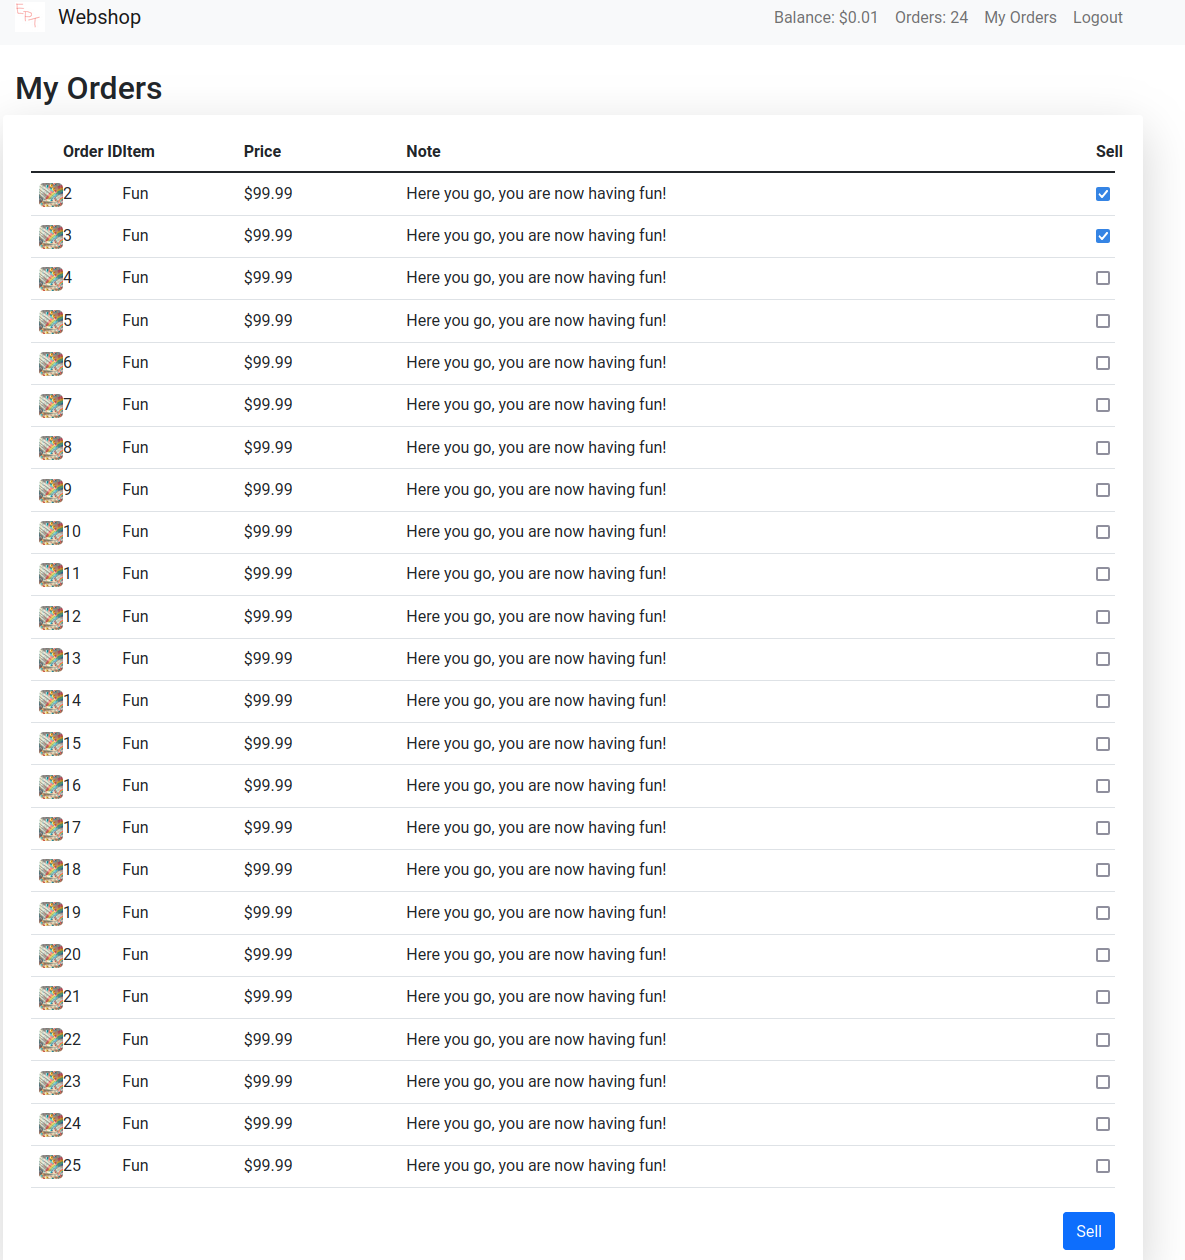 EPT Webshop Balance: $0.01 Orders: 24 My Orders Logout
My Orders
Order ID Item Price Note Sell
2 Fun $99.99 Here you go, you are now having fun!
3 Fun $99.99 Here you go, you are now having fun!
4 Fun $99.99 Here you go, you are now having fun!
5 Fun $99.99 Here you go, you are now having fun!
6 Fun $99.99 Here you go, you are now having fun!
7 Fun $99.99 Here you go, you are now having fun!
8 Fun $99.99 Here you go, you are now having fun!
9 Fun $99.99 Here you go, you are now having fun!
10 Fun $99.99 Here you go, you are now having fun!
11 Fun $99.99 Here you go, you are now having fun!
12 Fun $99.99 Here you go, you are now having fun!
13 Fun $99.99 Here you go, you are now having fun!
14 Fun $99.99 Here you go, you are now having fun!
15 Fun $99.99 Here you go, you are now having fun!
16 Fun $99.99 Here you go, you are now having fun!
17 Fun $99.99 Here you go, you are now having fun!
18 Fun $99.99 Here you go, you are now having fun!
19 Fun $99.99 Here you go, you are now having fun!
20 Fun $99.99 Here you go, you are now having fun!
21 Fun $99.99 Here you go, you are now having fun!
22 Fun $99.99 Here you go, you are now having fun!
23 Fun $99.99 Here you go, you are now having fun!
24 Fun $99.99 Here you go, you are now having fun!
25 Fun $99.99 Here you go, you are now having fun!
Sell